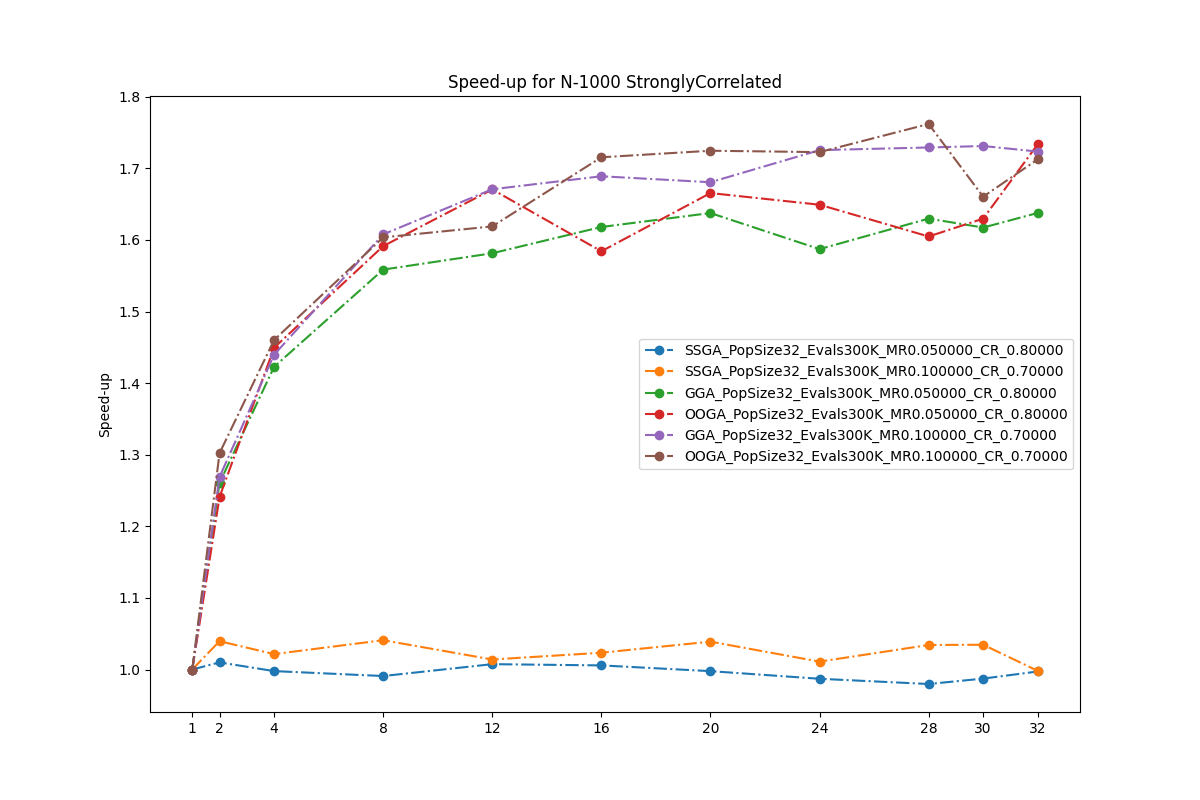 Speed-up for N-1000 StronglyCorrelated
1.8
1.7
1.6
1.5
1.4
1.3
1.2
1.1
1.0
Speed-up
SSGA_PopSize32_Evals300K_MR0.050000_CR_0.80000
SSGA_PopSize32_Evals300K_MR0.100000_CR_0.70000
GGA_PopSize32_Evals300K_MR0.050000_CR_0.80000
OOGA_PopSize32_Evals300K_MR0.050000_CR_0.80000
GGA_PopSize32_Evals300K_MR0.100000_CR_0.70000
OOGA_PopSize32_Evals300K_MR0.100000_CR_0.70000
1 2 4 8 12 16 20 24 28 30 32